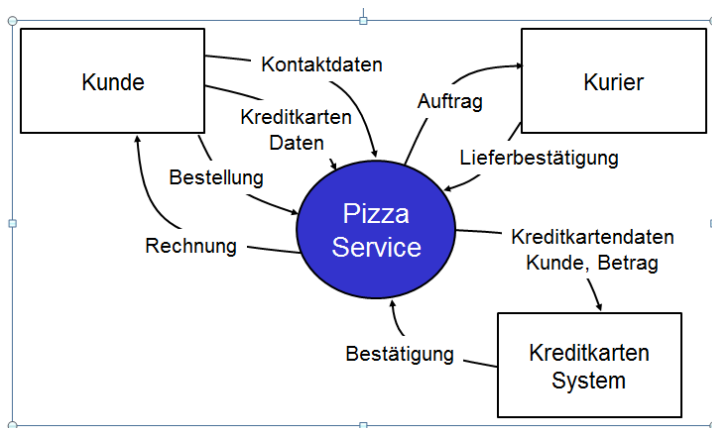 Kunde
Kontaktdaten
Kurier
Auftrag
Kreditkarten
Daten
Lieferbestätigung
Bestellung
Pizza
Service
Rechnung
Kreditkartendaten
Kunde, Betrag
Bestätigung
Kreditkarten
System